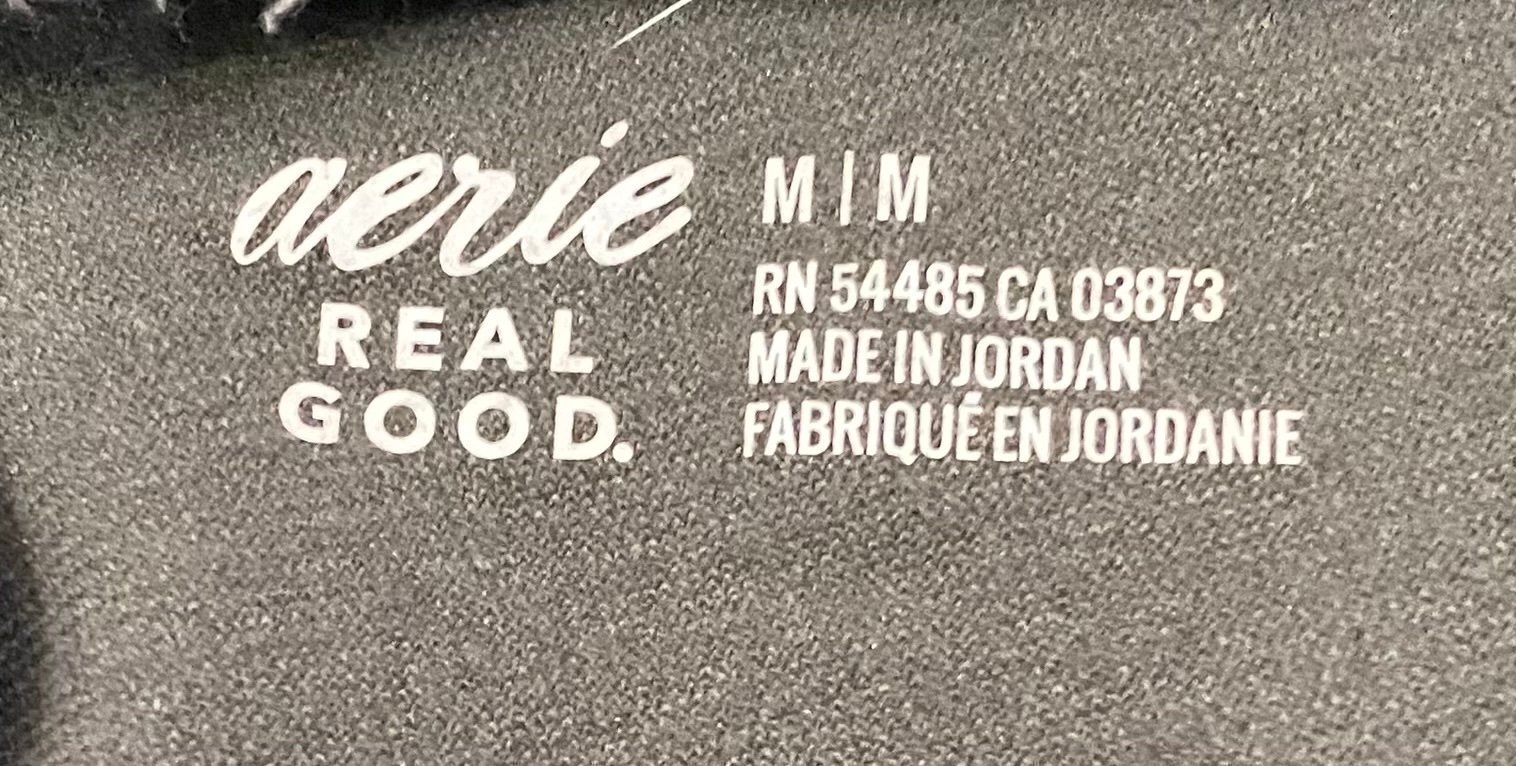 aerie
REAL
GOOD.
M | M
RN 54485 CA 03873
MADE IN JORDAN
FABRIQUÉ EN JORDANIE